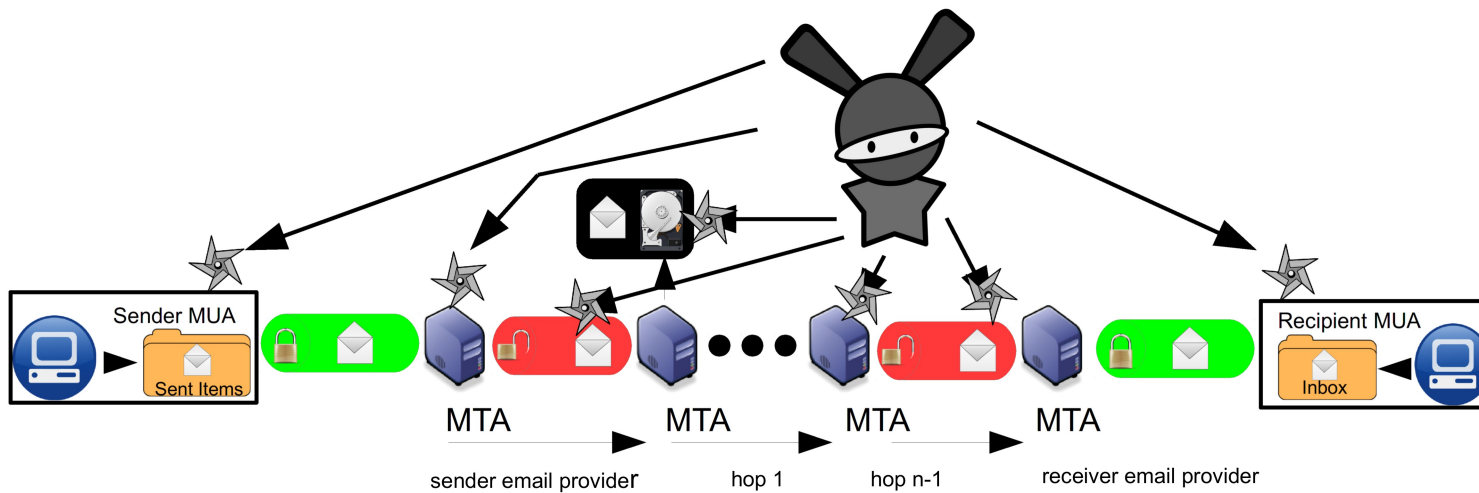 Sender MUA
Sent Items
Recipient MUA
Inbox
MTA
MTA
MTA
MTA
sender email provider
hop 1
hop n-1
receiver email provider